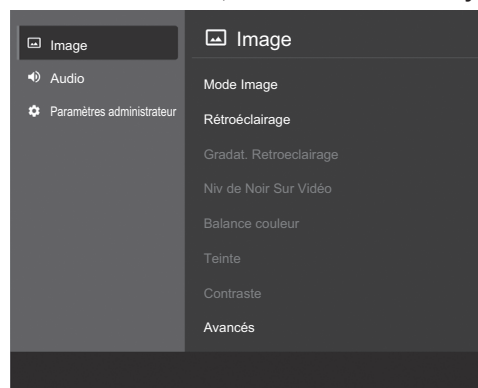 Image
Audio
Paramètres administrateur
Image
Mode Image
Rétroéclairage
Gradat. Retroeclairage
Niv de Noir Sur Vidéo
Balance couleur
Teinte
Contraste
Avancés